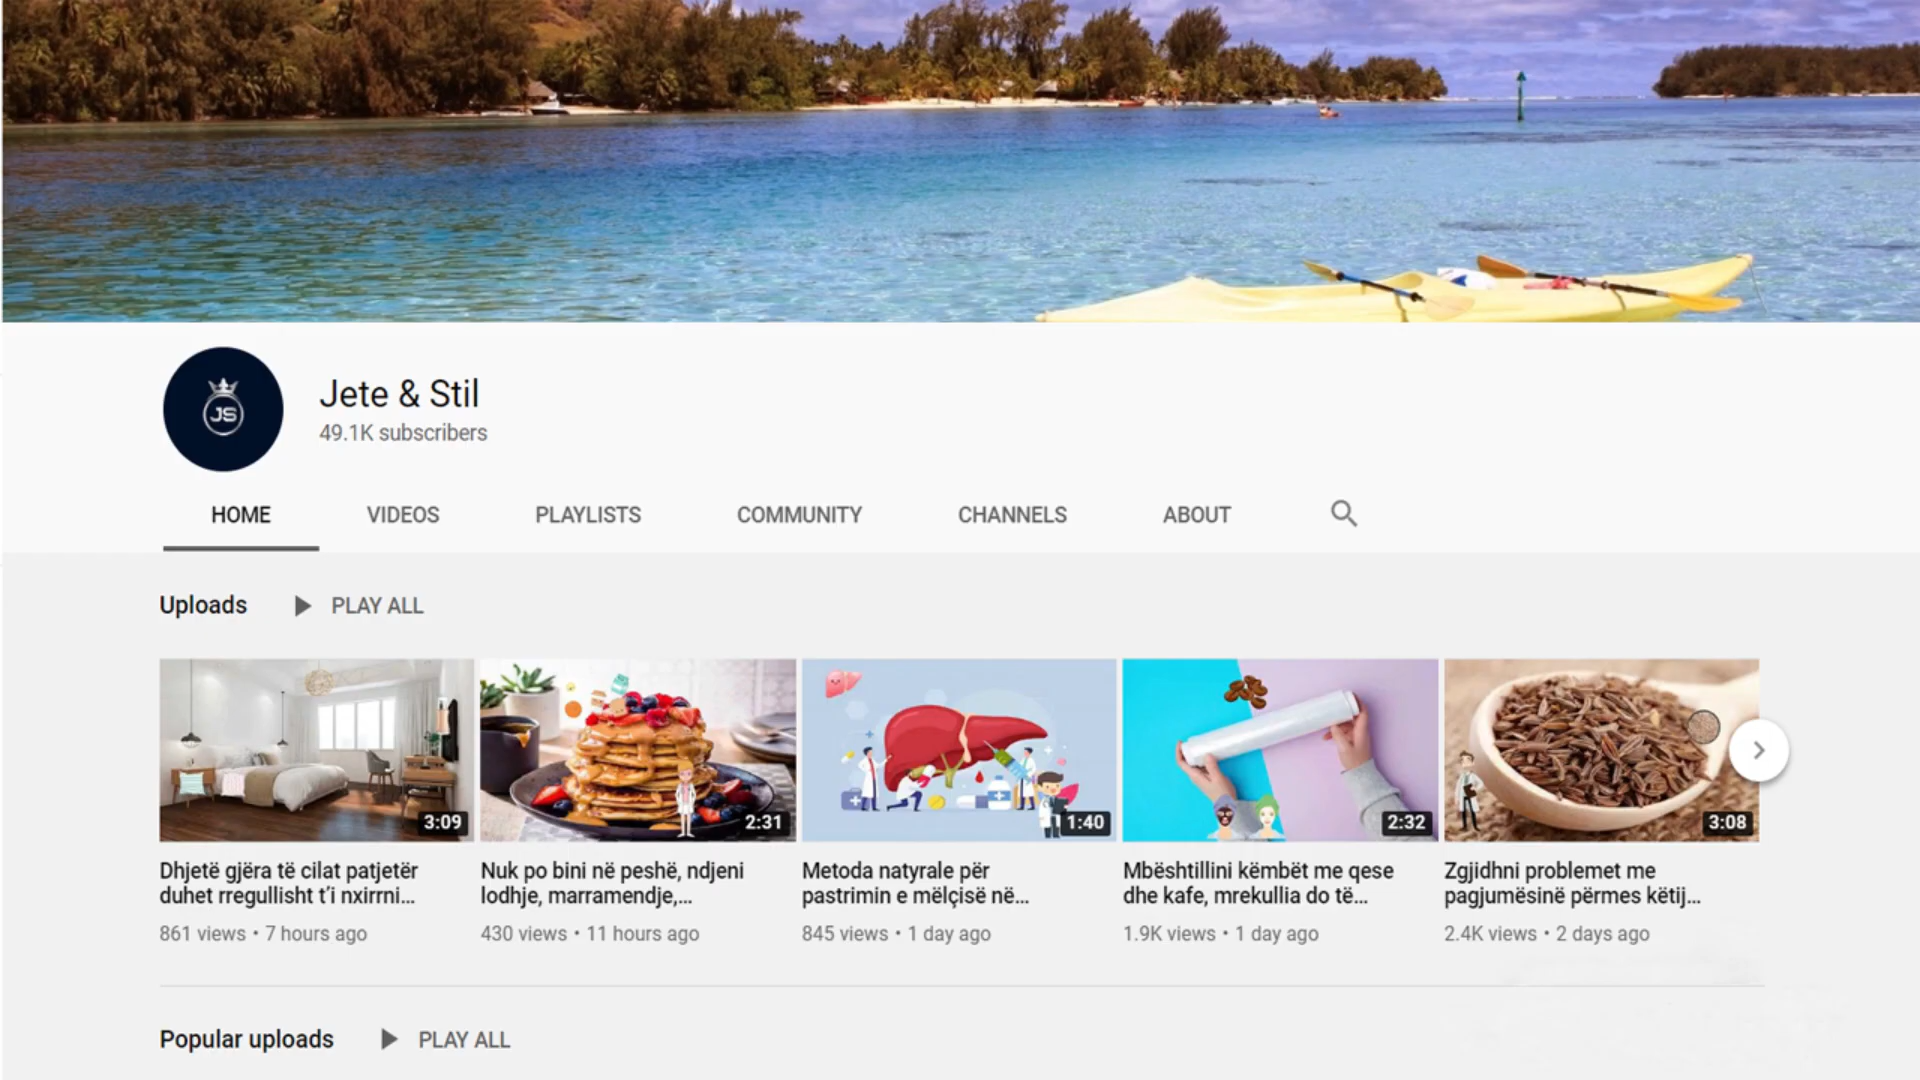 JS
Jete & Stil
49.1K subscribers
HOME VIDEOS PLAYLISTS COMMUNITY CHANNELS ABOUT
Uploads PLAY ALL
3:09 2:31 1:40 2:32 3:08
Dhjetë gjëra të cilat patjetër
duhet rregullisht t’i nxirrni...
861 views • 7 hours ago
Nuk po bini në peshë, ndjeni
lodhje, marramendje,...
430 views • 11 hours ago
Metoda natyrale për
pastrimin e mëlçisë në...
845 views • 1 day ago
Mbështillini këmbët me qese
dhe kafe, mrekullia do të...
1.9K views • 1 day ago
Zgjidhni problemet me
pagjumësinë përmes këtij...
2.4K views • 2 days ago
Popular uploads PLAY ALL